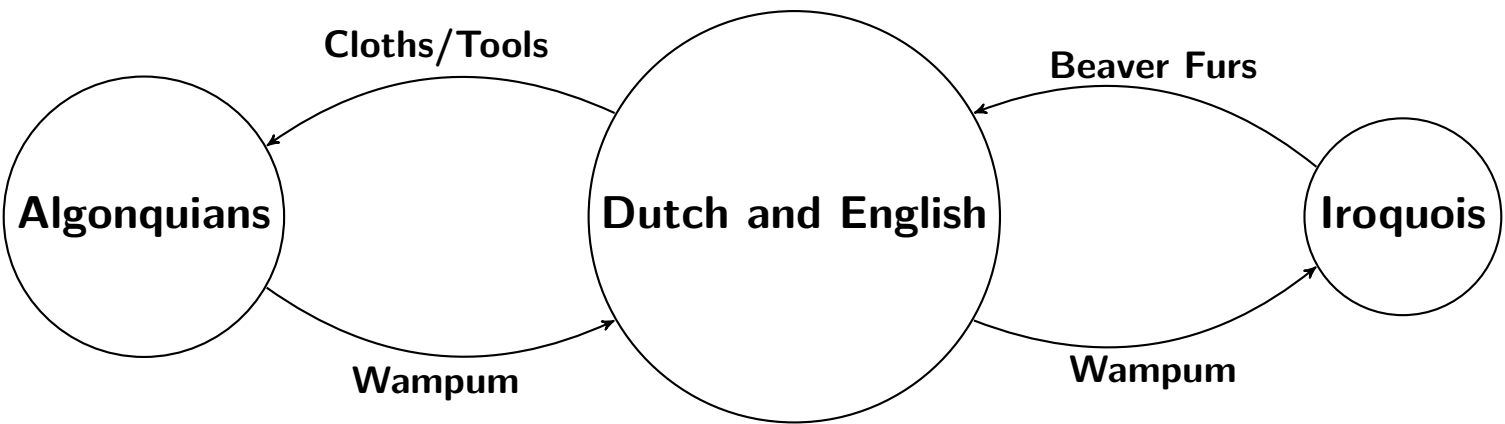 Cloths/Tools
Beaver Furs
Algonquians
Dutch and English
Iroquois
Wampum
Wampum